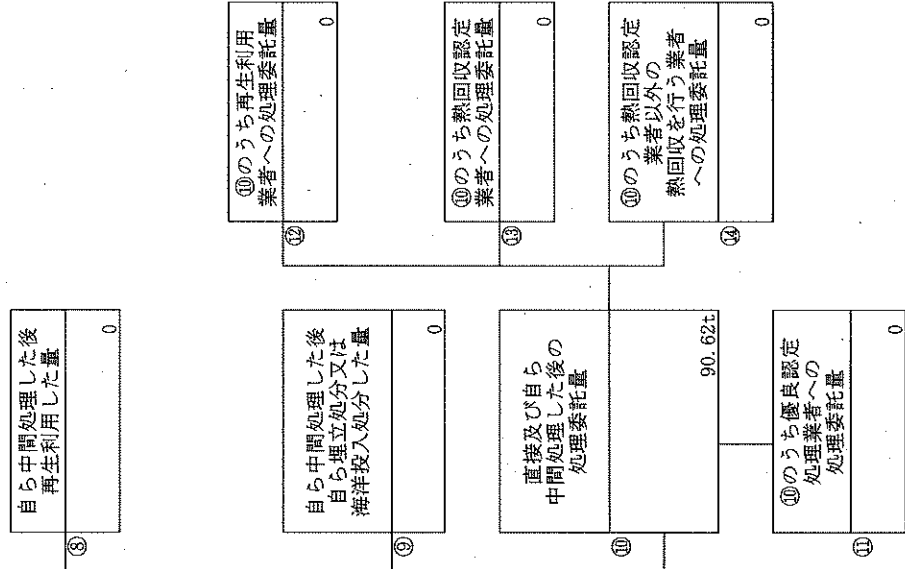 ⑧
自ら中間処理した後
再生利用した量
0
⑨
自ら中間処理した後
自ら埋立処分又は
海洋投入処分した量
0
⑩
直接及び自ら
中間処理した後の
処理委託量
90.62t
⑪
⑩のうち優良認定
処理業者への
処理委託量
0
⑫
⑩のうち再生利用
業者への処理委託量
0
⑬
⑩のうち熱回収認定
業者への処理委託量
0
⑭
⑩のうち熱回収認定
業者以外の
熱回収を行う業者
への処理委託量
0